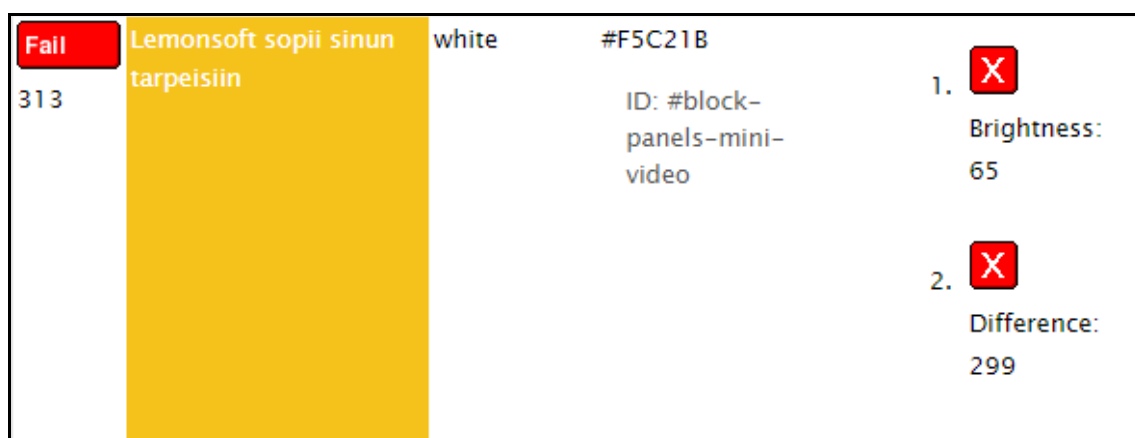 Fail
313
Lemonsoft sopii sinun
tarpeisiin
white
#F5C21B
ID: #block-
panels-mini-
video
1. X
Brightness:
65
2. X
Difference:
299